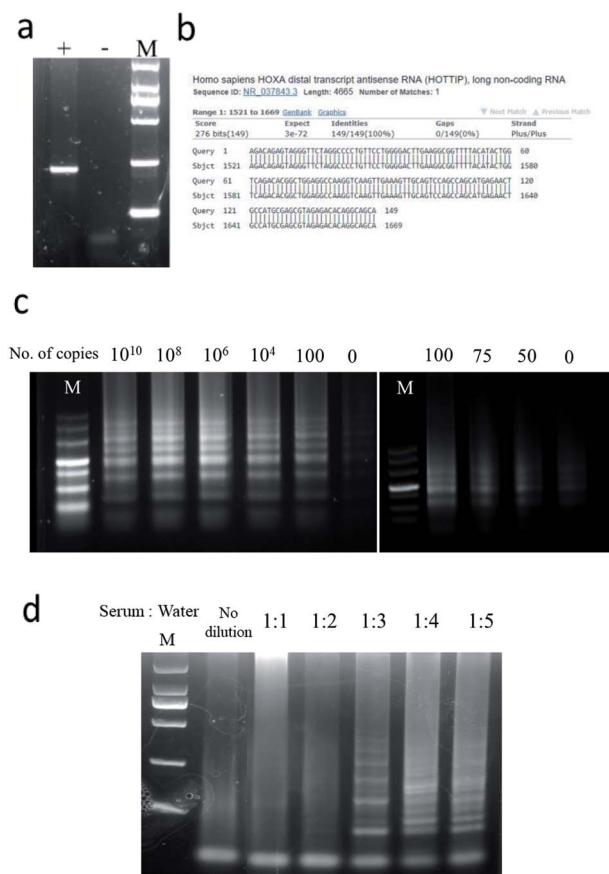 a
+ - M
b
Homo sapiens HOXA distal transcript antisense RNA (HOTTIP), long non-coding RNA
Sequence ID: NR_037843.3 Length: 4665 Number of Matches: 1
Range 1: 1521 to 1669 GenBank Graphics Next Match Previous Match
Score Expect Identities Gaps Strand
276 bits(149) 3e-72 149/149(100%) 0/149(0%) Plus/Plus
Query 1 AGACAGAGTAGGGTTCTAGGCCCCTGTTCCTGGGGACTTGAAGGCGGTTTTACATACTGG 60
Sbjct 1521 AGACAGAGTAGGGTTCTAGGCCCCTGTTCCTGGGGACTTGAAGGCGGTTTTACATACTGG 1580
Query 61 TCAGACACGGCTGGAGGCCAAGGTCAAGTTGAAAGTTGCAGTCCAGCCAGCATGAGAACT 120
Sbjct 1581 TCAGACACGGCTGGAGGCCAAGGTCAAGTTGAAAGTTGCAGTCCAGCCAGCATGAGAACT 1640
Query 121 GCCATGCGAGCGTAGAGACACAGGCAGCA 149
Sbjct 1641 GCCATGCGAGCGTAGAGACACAGGCAGCA 1669
c
No. of copies 10¹⁰ 10⁸ 10⁶ 10⁴ 100 0 100 75 50 0
M M
d
Serum : Water No dilution 1:1 1:2 1:3 1:4 1:5
M